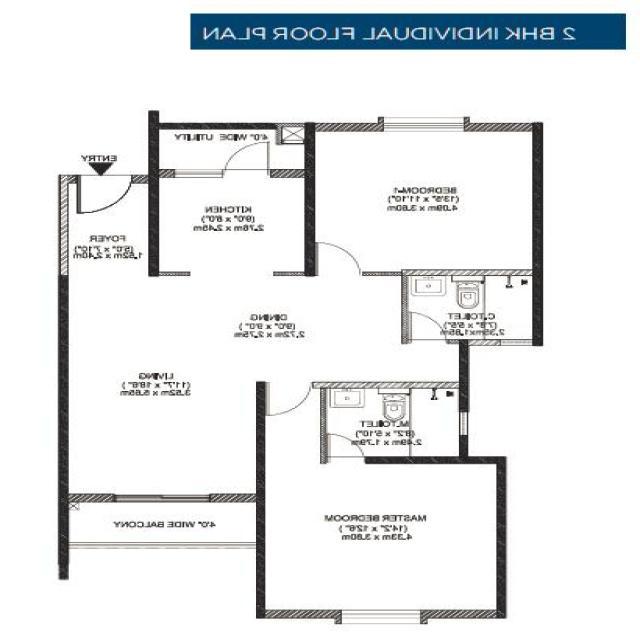 2 BHK INDIVIDUAL FLOOR PLAN
4'0" WIDE UTILITY
ENTRY
BEDROOM-1
(13'5" x 11'10")
4.09m x 3.60m
KITCHEN
(9'0" x 8'0")
2.76m x 2.45m
FOYER
(5'0" x 7'10")
1.52m x 2.40m
DINING
(9'0" x 9'0")
2.72m x 2.75m
C.TOILET
(7'8" x 5'5")
2.35mx1.65m
LIVING
(11'7" x 18'6")
3.52m x 5.65m
M.TOILET
(8'2" x 5'10")
2.49m x 1.79m
MASTER BEDROOM
(14'2" x 12'6")
4.33m x 3.80m
4'0" WIDE BALCONY